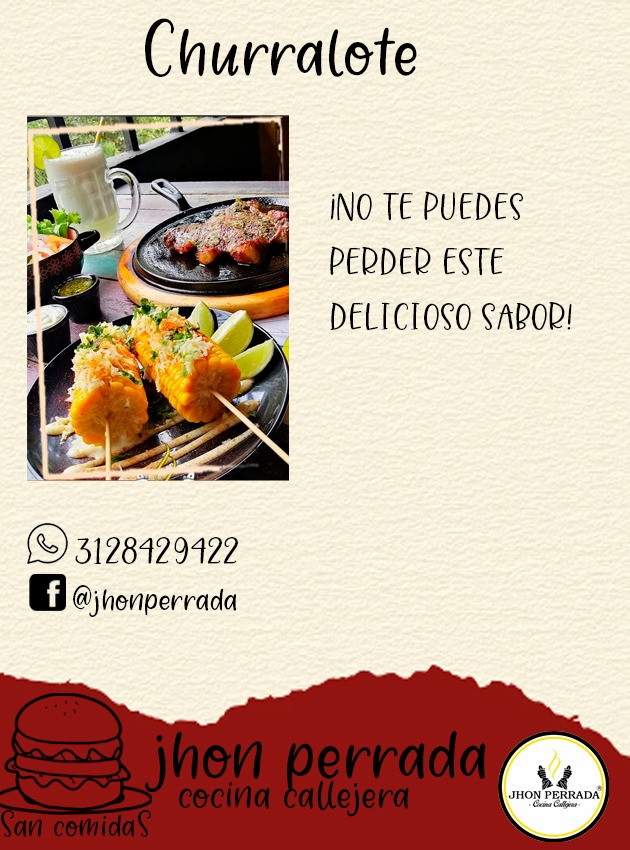 Churralote
¡NO TE PUEDES
PERDER ESTE
DELICIOSO SABOR!
3128429422
@jhonperrada
jhon perrada
cocina callejera
San comidaS
JHON PERRADA®
- Cocina Callejera -